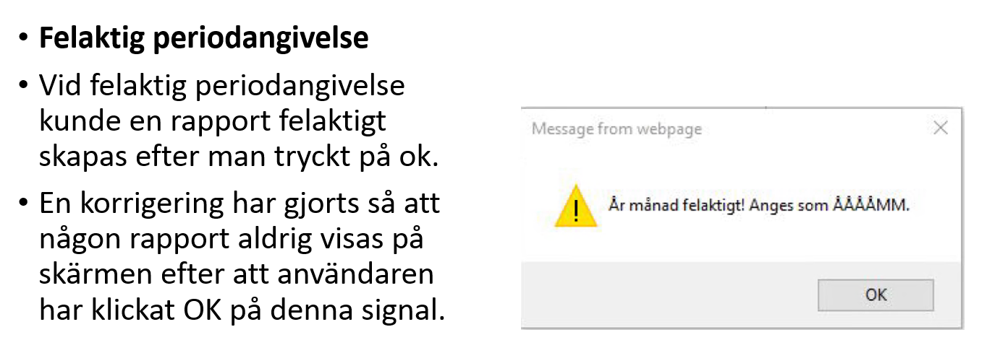 • Felaktig periodangivelse
• Vid felaktig periodangivelse
kunde en rapport felaktigt
skapas efter man tryckt på ok.
• En korrigering har gjorts så att
någon rapport aldrig visas på
skärmen efter att användaren
har klickat OK på denna signal.
Message from webpage
År månad felaktigt! Anges som ÅÅÅÅMM.
OK